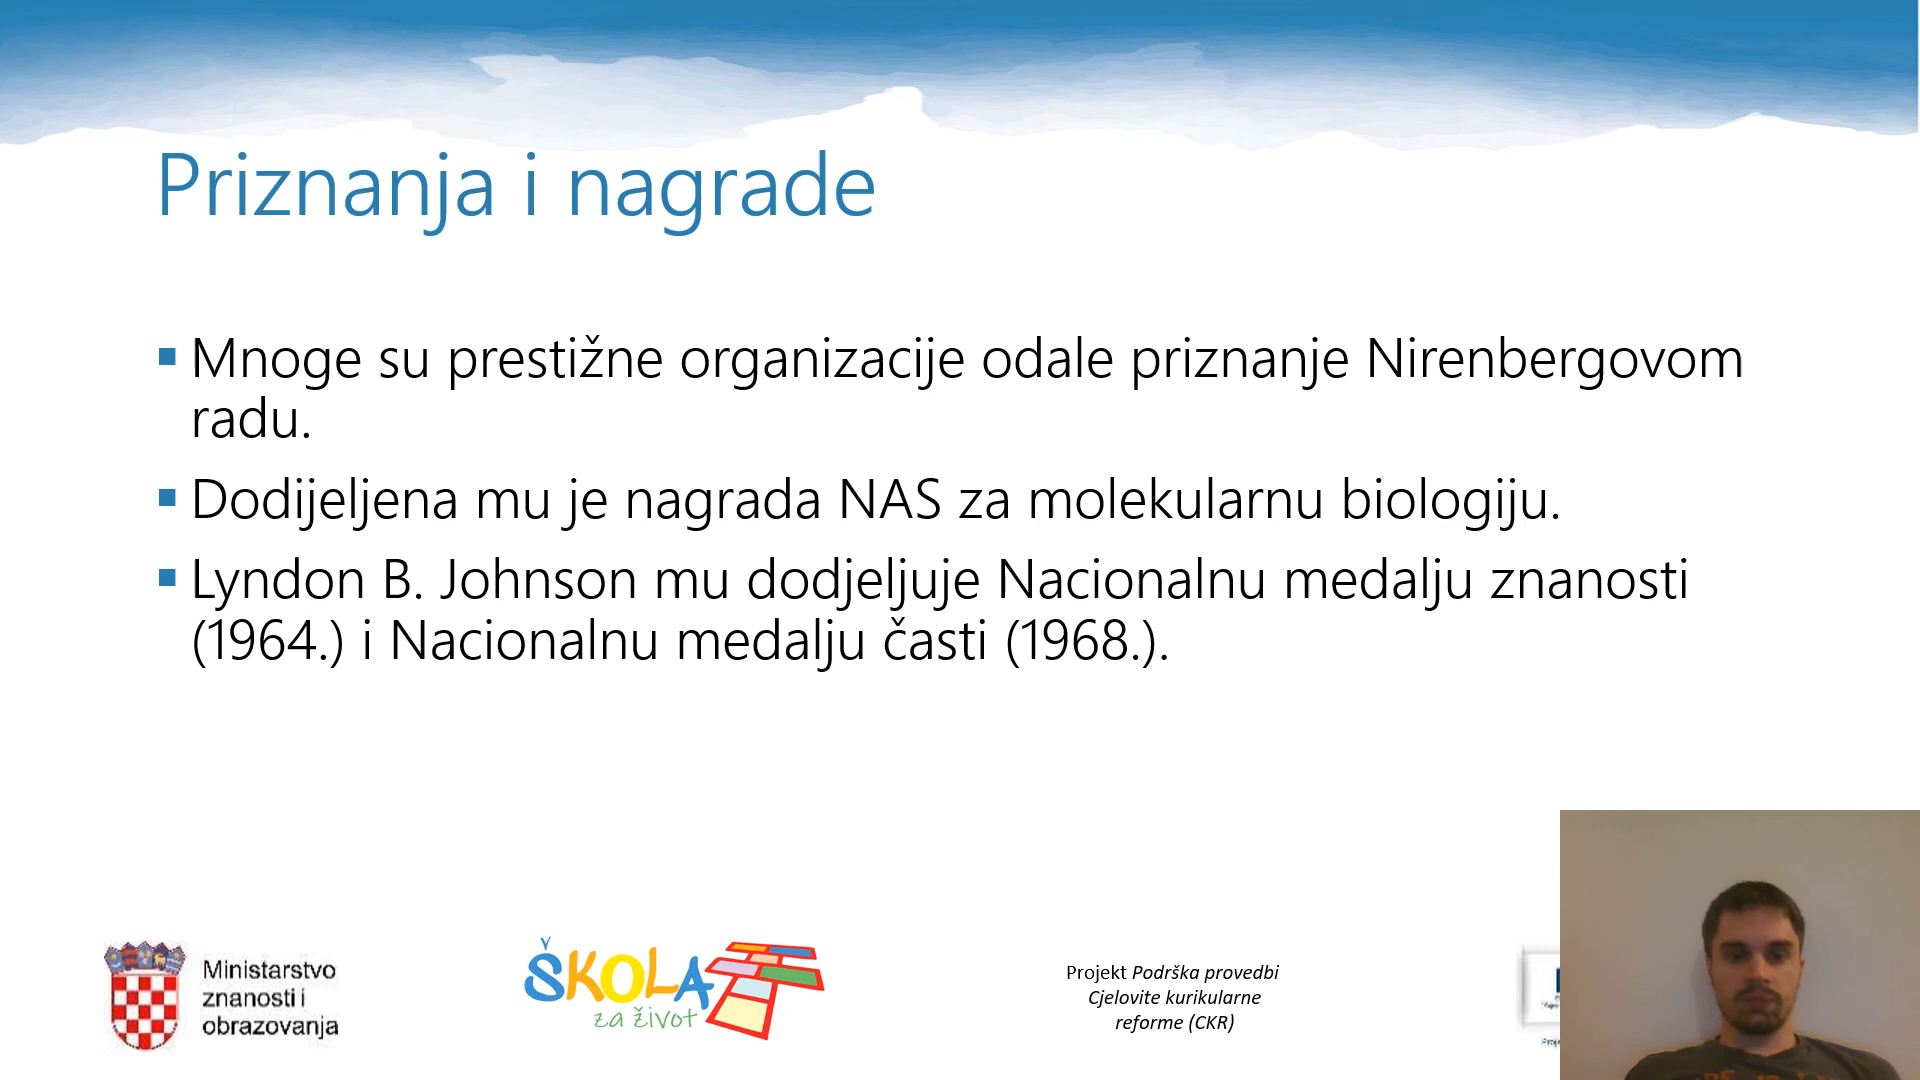 Priznanja i nagrade
Mnoge su prestižne organizacije odale priznanje Nirenbergovom
radu.
Dodijeljena mu je nagrada NAS za molekularnu biologiju.
Lyndon B. Johnson mu dodjeljuje Nacionalnu medalju znanosti
(1964.) i Nacionalnu medalju časti (1968.).
Ministarstvo
znanosti i
obrazovanja
ŠKOLA
za život
Projekt Podrška provedbi
Cjelovite kurikularne
reforme (CKR)